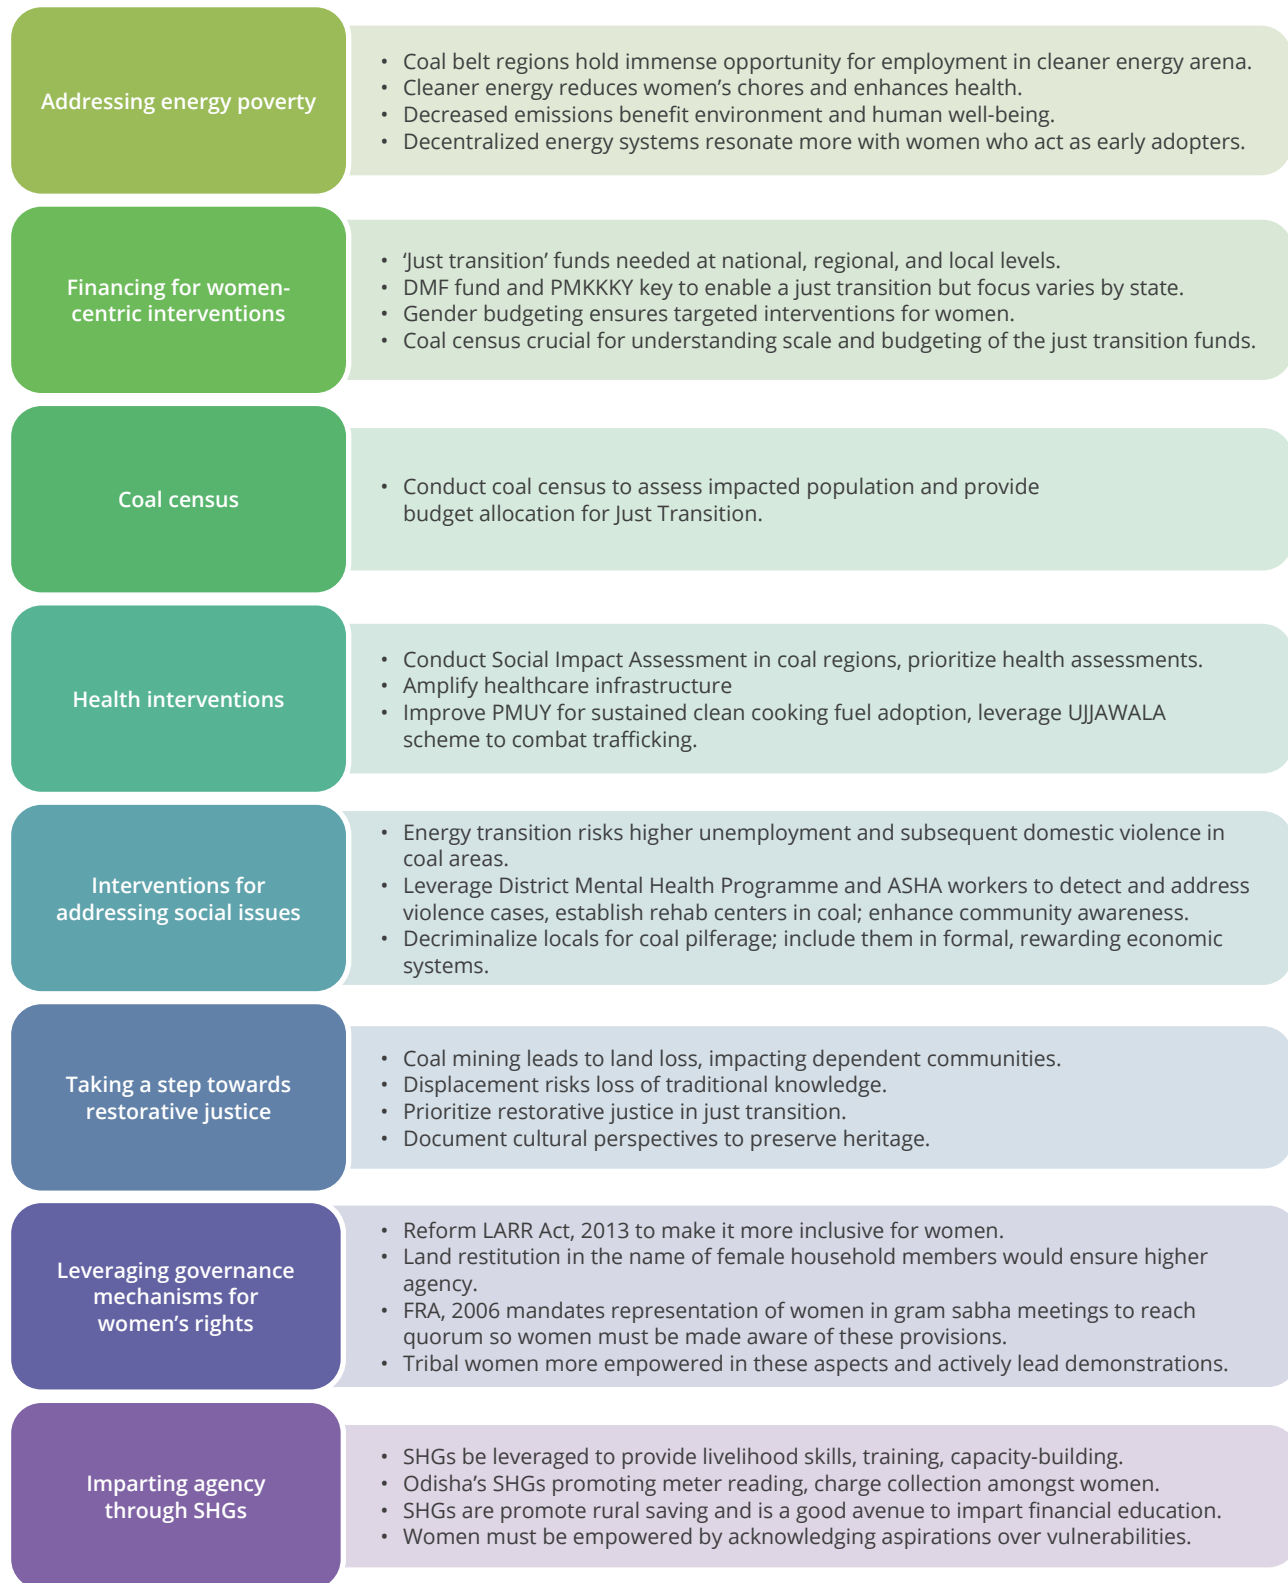 Addressing energy poverty
• Coal belt regions hold immense opportunity for employment in cleaner energy arena.
• Cleaner energy reduces women’s chores and enhances health.
• Decreased emissions benefit environment and human well-being.
• Decentralized energy systems resonate more with women who act as early adopters.
Financing for women-
centric interventions
• ‘Just transition’ funds needed at national, regional, and local levels.
• DMF fund and PMKKKY key to enable a just transition but focus varies by state.
• Gender budgeting ensures targeted interventions for women.
• Coal census crucial for understanding scale and budgeting of the just transition funds.
Coal census
• Conduct coal census to assess impacted population and provide
budget allocation for Just Transition.
Health interventions
• Conduct Social Impact Assessment in coal regions, prioritize health assessments.
• Amplify healthcare infrastructure
• Improve PMUY for sustained clean cooking fuel adoption, leverage UJJAWALA
scheme to combat trafficking.
Interventions for
addressing social issues
• Energy transition risks higher unemployment and subsequent domestic violence in
coal areas.
• Leverage District Mental Health Programme and ASHA workers to detect and address
violence cases, establish rehab centers in coal; enhance community awareness.
• Decriminalize locals for coal pilferage; include them in formal, rewarding economic
systems.
Taking a step towards
restorative justice
• Coal mining leads to land loss, impacting dependent communities.
• Displacement risks loss of traditional knowledge.
• Prioritize restorative justice in just transition.
• Document cultural perspectives to preserve heritage.
Leveraging governance
mechanisms for
women’s rights
• Reform LARR Act, 2013 to make it more inclusive for women.
• Land restitution in the name of female household members would ensure higher
agency.
• FRA, 2006 mandates representation of women in gram sabha meetings to reach
quorum so women must be made aware of these provisions.
• Tribal women more empowered in these aspects and actively lead demonstrations.
Imparting agency
through SHGs
• SHGs be leveraged to provide livelihood skills, training, capacity-building.
• Odisha’s SHGs promoting meter reading, charge collection amongst women.
• SHGs are promote rural saving and is a good avenue to impart financial education.
• Women must be empowered by acknowledging aspirations over vulnerabilities.